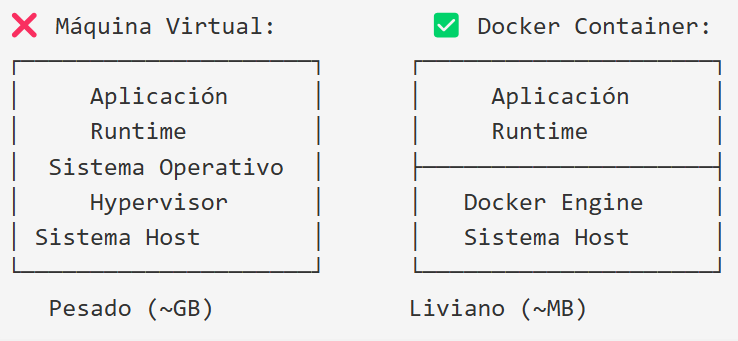 ❌ Máquina Virtual:
Aplicación
Runtime
Sistema Operativo
Hypervisor
Sistema Host
Pesado (~GB)
✅ Docker Container:
Aplicación
Runtime
Docker Engine
Sistema Host
Liviano (~MB)